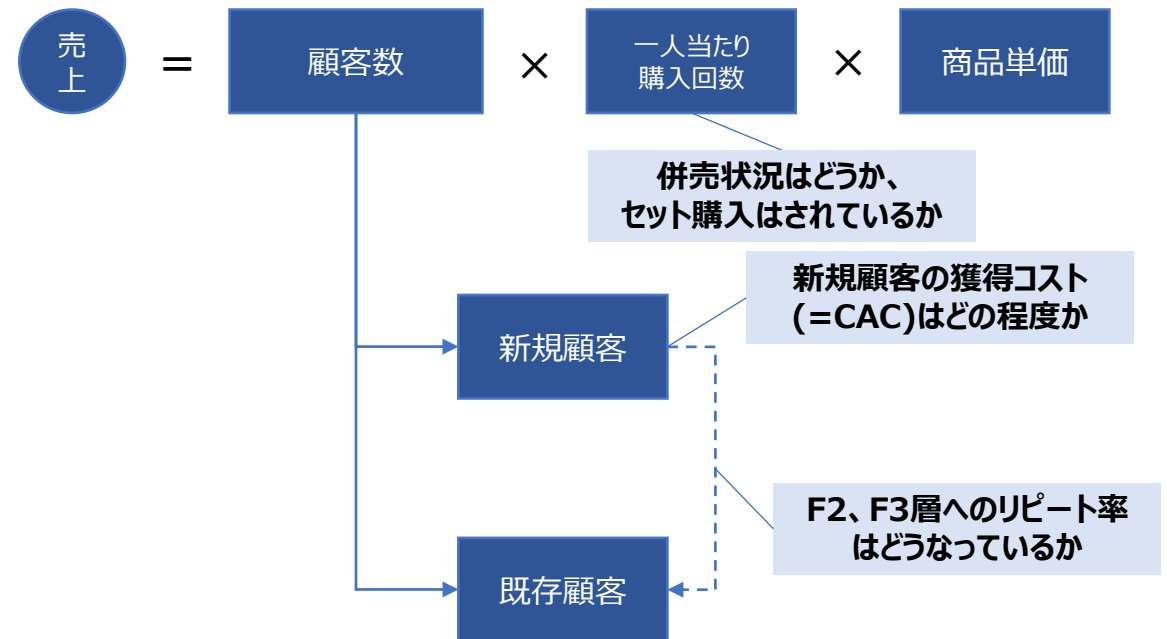 売
上
=
顧客数
×
一人当たり
購入回数
×
商品単価
併売状況はどうか、
セット購入はされているか
新規顧客の獲得コスト
(=CAC)はどの程度か
新規顧客
F2、F3層へのリピート率
はどうなっているか
既存顧客